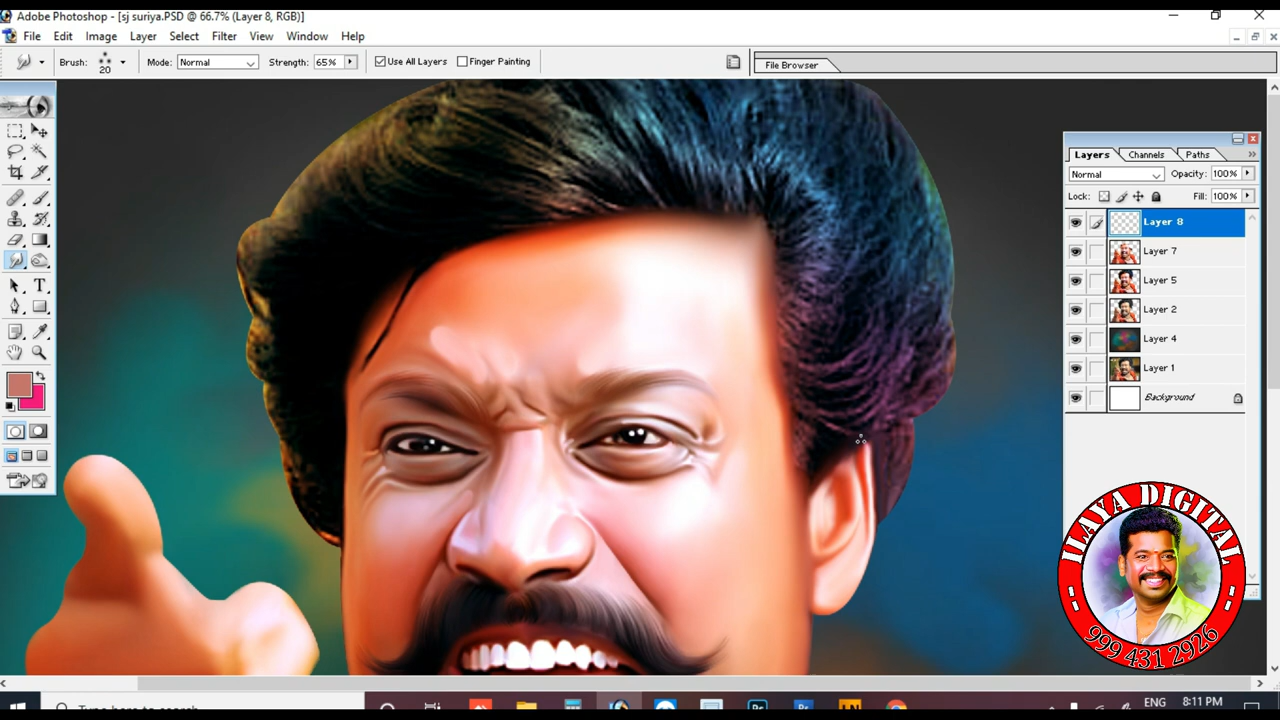 Adobe Photoshop - [sj suriya.PSD @ 66.7% (Layer 8, RGB)]
File Edit Image Layer Select Filter View Window Help
Brush: 20 Mode: Normal Strength: 65% Use All Layers Finger Painting File Browser
Layers Channels Paths
Normal Opacity: 100%
Lock: Fill: 100%
Layer 8
Layer 7
Layer 5
Layer 2
Layer 4
Layer 1
Background
ILAYA DIGITAL
999 431 2926
ENG 8:11 PM